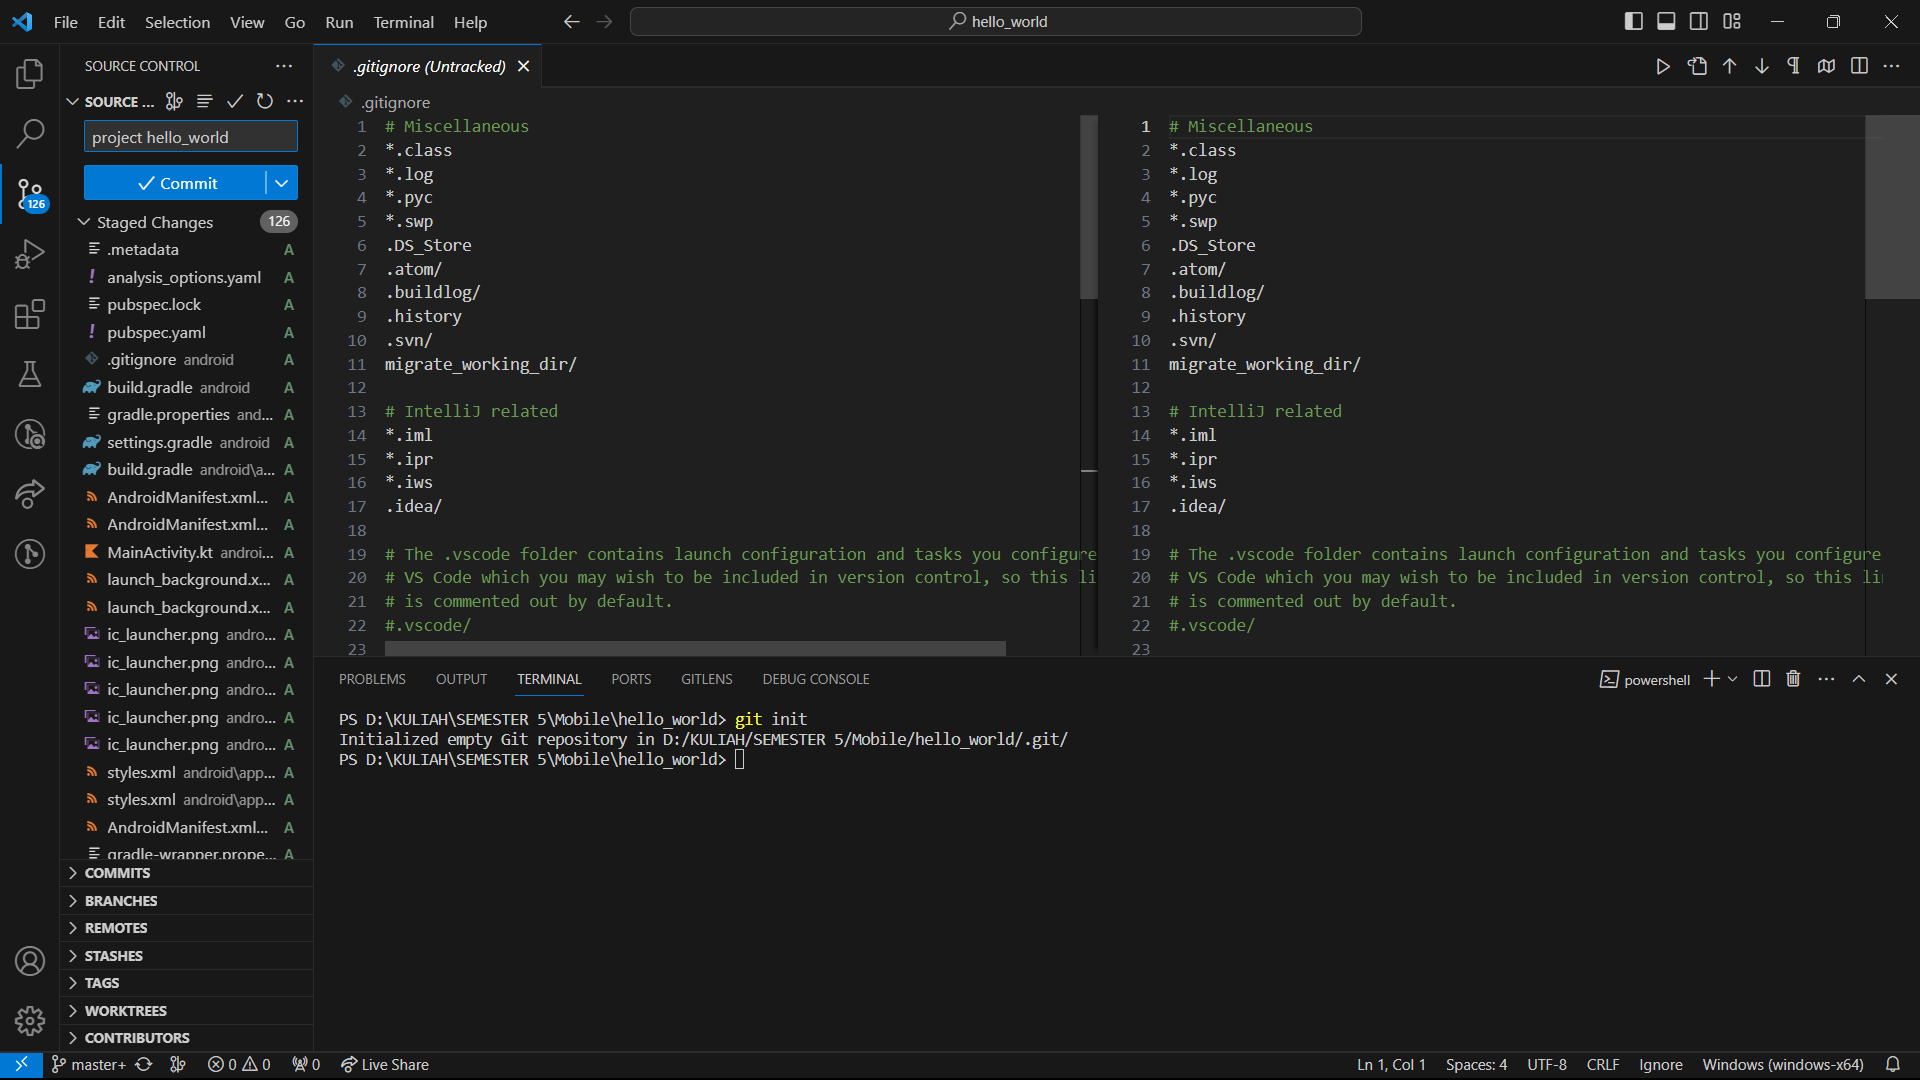 File Edit Selection View Go Run Terminal Help
hello_world
SOURCE CONTROL
SOURCE ...
project hello_world
Commit
Staged Changes 126
126
.metadata A
analysis_options.yaml A
pubspec.lock A
pubspec.yaml A
.gitignore android A
build.gradle android A
gradle.properties and... A
settings.gradle android A
build.gradle android\a... A
AndroidManifest.xml... A
AndroidManifest.xml... A
MainActivity.kt androi... A
launch_background.x... A
launch_background.x... A
ic_launcher.png andro... A
ic_launcher.png andro... A
ic_launcher.png andro... A
ic_launcher.png andro... A
ic_launcher.png andro... A
styles.xml android\app... A
styles.xml android\app... A
AndroidManifest.xml... A
gradle-wrapper.prope... A
COMMITS
BRANCHES
REMOTES
STASHES
TAGS
WORKTREES
CONTRIBUTORS
.gitignore (Untracked)
.gitignore
1 # Miscellaneous
2 *.class
3 *.log
4 *.pyc
5 *.swp
6 .DS_Store
7 .atom/
8 .buildlog/
9 .history
10 .svn/
11 migrate_working_dir/
12
13 # IntelliJ related
14 *.iml
15 *.ipr
16 *.iws
17 .idea/
18
19 # The .vscode folder contains launch configuration and tasks you configure
20 # VS Code which you may wish to be included in version control, so this li
21 # is commented out by default.
22 #.vscode/
23
1 # Miscellaneous
2 *.class
3 *.log
4 *.pyc
5 *.swp
6 .DS_Store
7 .atom/
8 .buildlog/
9 .history
10 .svn/
11 migrate_working_dir/
12
13 # IntelliJ related
14 *.iml
15 *.ipr
16 *.iws
17 .idea/
18
19 # The .vscode folder contains launch configuration and tasks you configure
20 # VS Code which you may wish to be included in version control, so this li
21 # is commented out by default.
22 #.vscode/
23
PROBLEMS OUTPUT TERMINAL PORTS GITLENS DEBUG CONSOLE
powershell
PS D:\KULIAH\SEMESTER 5\Mobile\hello_world> git init
Initialized empty Git repository in D:/KULIAH/SEMESTER 5/Mobile/hello_world/.git/
PS D:\KULIAH\SEMESTER 5\Mobile\hello_world>
master+ 0 0 0 Live Share
Ln 1, Col 1 Spaces: 4 UTF-8 CRLF Ignore Windows (windows-x64)